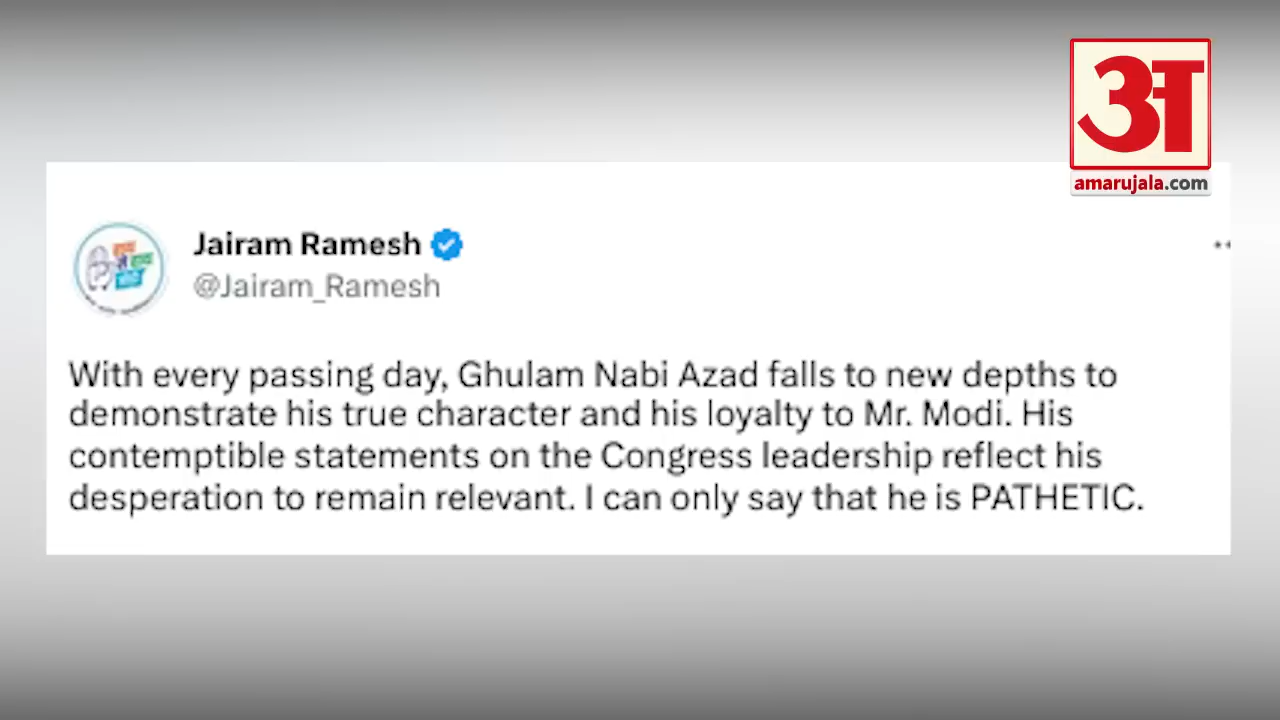 अ
amarujala.com
Jairam Ramesh
@Jairam_Ramesh
With every passing day, Ghulam Nabi Azad falls to new depths to
demonstrate his true character and his loyalty to Mr. Modi. His
contemptible statements on the Congress leadership reflect his
desperation to remain relevant. I can only say that he is PATHETIC.